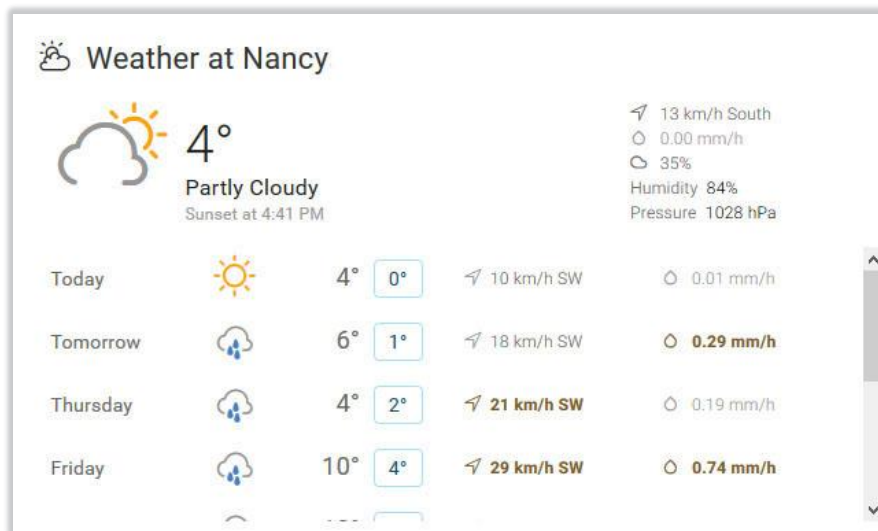 Weather at Nancy
4°
Partly Cloudy
Sunset at 4:41 PM
13 km/h South
0.00 mm/h
35%
Humidity 84%
Pressure 1028 hPa
Today 4° 0° 10 km/h SW 0.01 mm/h
Tomorrow 6° 1° 18 km/h SW 0.29 mm/h
Thursday 4° 2° 21 km/h SW 0.19 mm/h
Friday 10° 4° 29 km/h SW 0.74 mm/h